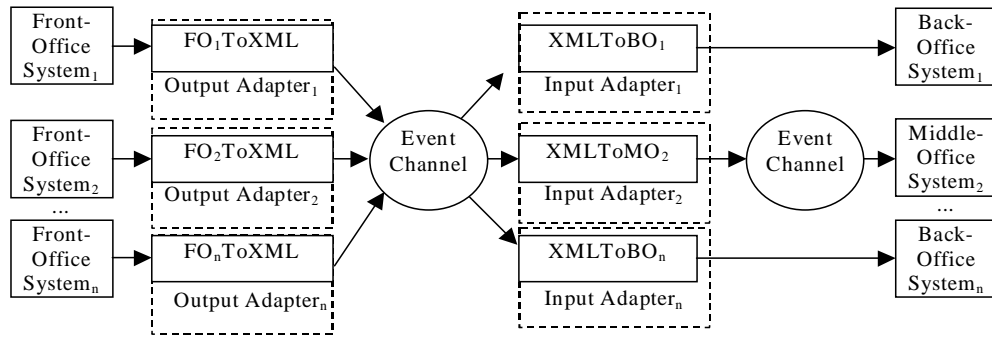 Front-
Office
System₁
FO₁ToXML
Output Adapter₁
XMLToBO₁
Input Adapter₁
Back-
Office
System₁
Front-
Office
System₂
...
FO₂ToXML
Output Adapter₂
Event
Channel
XMLToMO₂
Input Adapter₂
Event
Channel
Middle-
Office
System₂
...
Front-
Office
Systemₙ
FOₙToXML
Output Adapterₙ
XMLToBOₙ
Input Adapterₙ
Back-
Office
Systemₙ